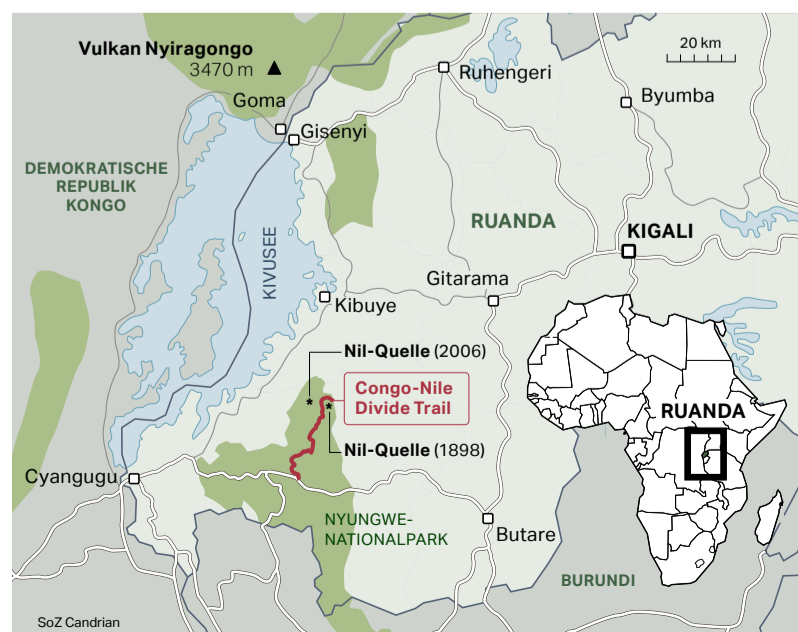 Vulkan Nyiragongo
3470 m
20 km
Ruhengeri
Goma
Byumba
Gisenyi
DEMOKRATISCHE
REPUBLIK
KONGO
RUANDA
KIGALI
KIVUSEE
Gitarama
Kibuye
Nil-Quelle (2006)
Congo-Nile
Divide Trail
RUANDA
Nil-Quelle (1898)
Cyangugu
NYUNGWE-
NATIONALPARK
Butare
BURUNDI
SoZ Candrian